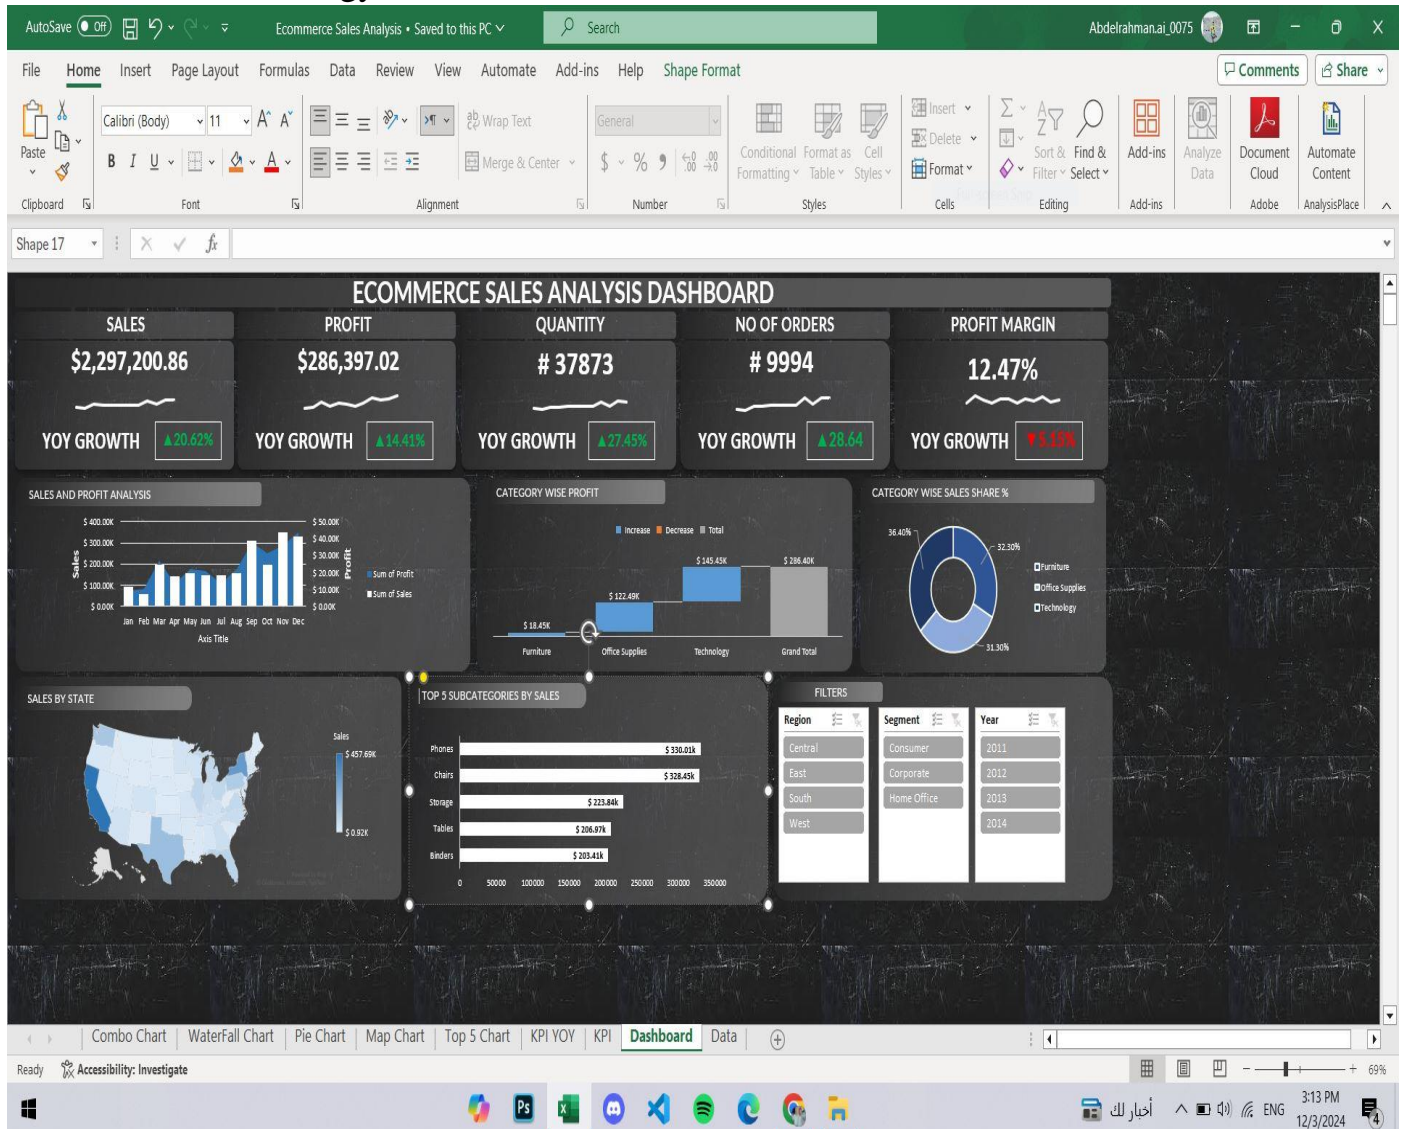 AutoSave Off Ecommerce Sales Analysis • Saved to this PC Search Abdelrahman.ai_0075
File Home Insert Page Layout Formulas Data Review View Automate Add-ins Help Shape Format Comments Share
Paste
Clipboard
Calibri (Body) 11 A^ A˅
B I U A
Font
Wrap Text
Merge & Center
Alignment
General
$ % 9 .00 .00
Number
Conditional Formatting Format as Table Cell Styles
Styles
Insert
Delete
Format
Cells
Sort & Filter Find & Select
Editing
Add-ins
Add-ins
Analyze Data
Document Cloud
Adobe
Automate Content
AnalysisPlace
Shape 17 fx
ECOMMERCE SALES ANALYSIS DASHBOARD
SALES PROFIT QUANTITY NO OF ORDERS PROFIT MARGIN
$2,297,200.86 $286,397.02 # 37873 # 9994 12.47%
YOY GROWTH ▲20.62% YOY GROWTH ▲14.41% YOY GROWTH ▲27.45% YOY GROWTH ▲28.64 YOY GROWTH
SALES AND PROFIT ANALYSIS
$ 400.00K
$ 300.00K
$ 200.00K
$ 100.00K
$ 0.00K
Sales
$ 50.00K
$ 40.00K
$ 30.00K
$ 20.00K
$ 10.00K
$ 0.00K
Profit
Sum of Profit
Sum of Sales
Jan Feb Mar Apr May Jun Jul Aug Sep Oct Nov Dec
Axis Title
CATEGORY WISE PROFIT
Increase Decrease Total
$ 18.45K $ 122.49K $ 145.45K $ 286.40K
Furniture Office Supplies Technology Grand Total
CATEGORY WISE SALES SHARE %
36.40%
32.30%
31.30%
Furniture
Office Supplies
Technology
SALES BY STATE
Sales
$ 457.69K
$ 0.92K
TOP 5 SUBCATEGORIES BY SALES
Phones $ 330.01k
Chairs $ 328.45k
Storage $ 223.84k
Tables $ 206.97k
Binders $ 203.41k
0 50000 100000 150000 200000 250000 300000 350000
FILTERS
Region
Central
East
South
West
Segment
Consumer
Corporate
Home Office
Year
2011
2012
2013
2014
Combo Chart WaterFall Chart Pie Chart Map Chart Top 5 Chart KPI YOY KPI Dashboard Data
Ready Accessibility: Investigate 69%
Ps أخبار لك ENG 3:13 PM
12/3/2024 4